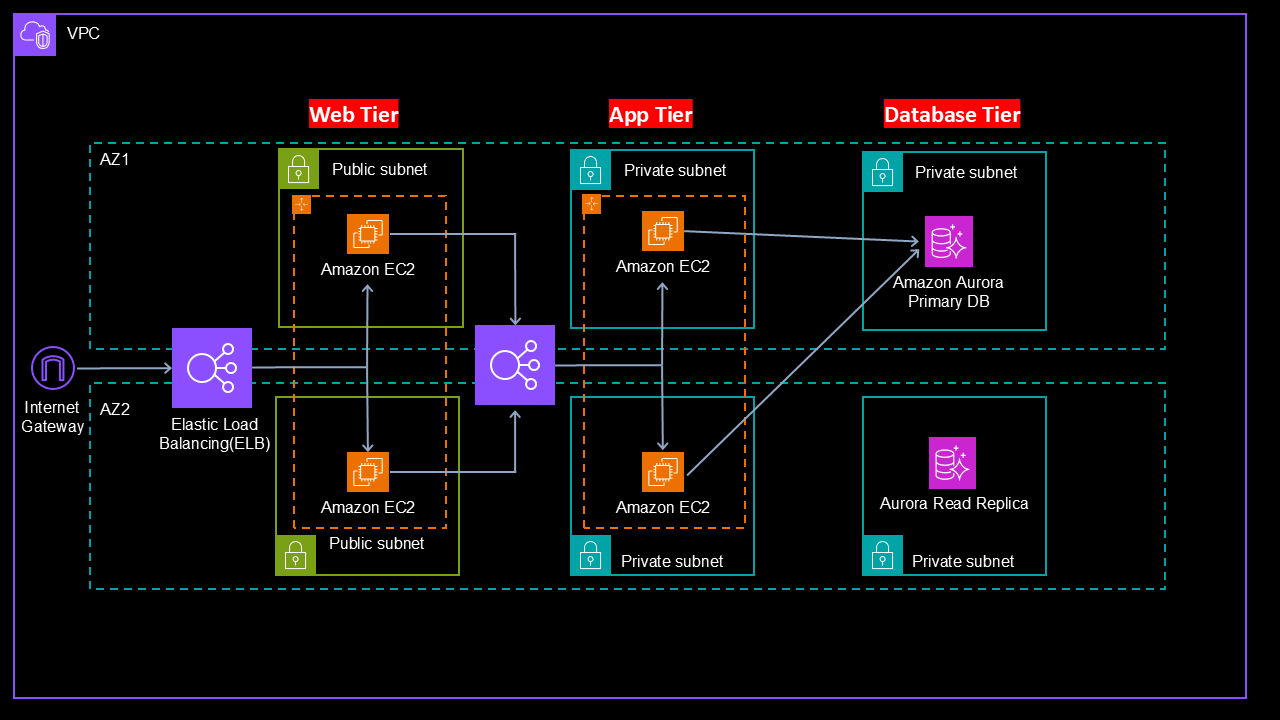 VPC
Web Tier
App Tier
Database Tier
AZ1
Public subnet
Private subnet
Private subnet
Amazon EC2
Amazon EC2
Amazon Aurora
Primary DB
Internet
Gateway
AZ2
Elastic Load
Balancing(ELB)
Amazon EC2
Amazon EC2
Aurora Read Replica
Public subnet
Private subnet
Private subnet